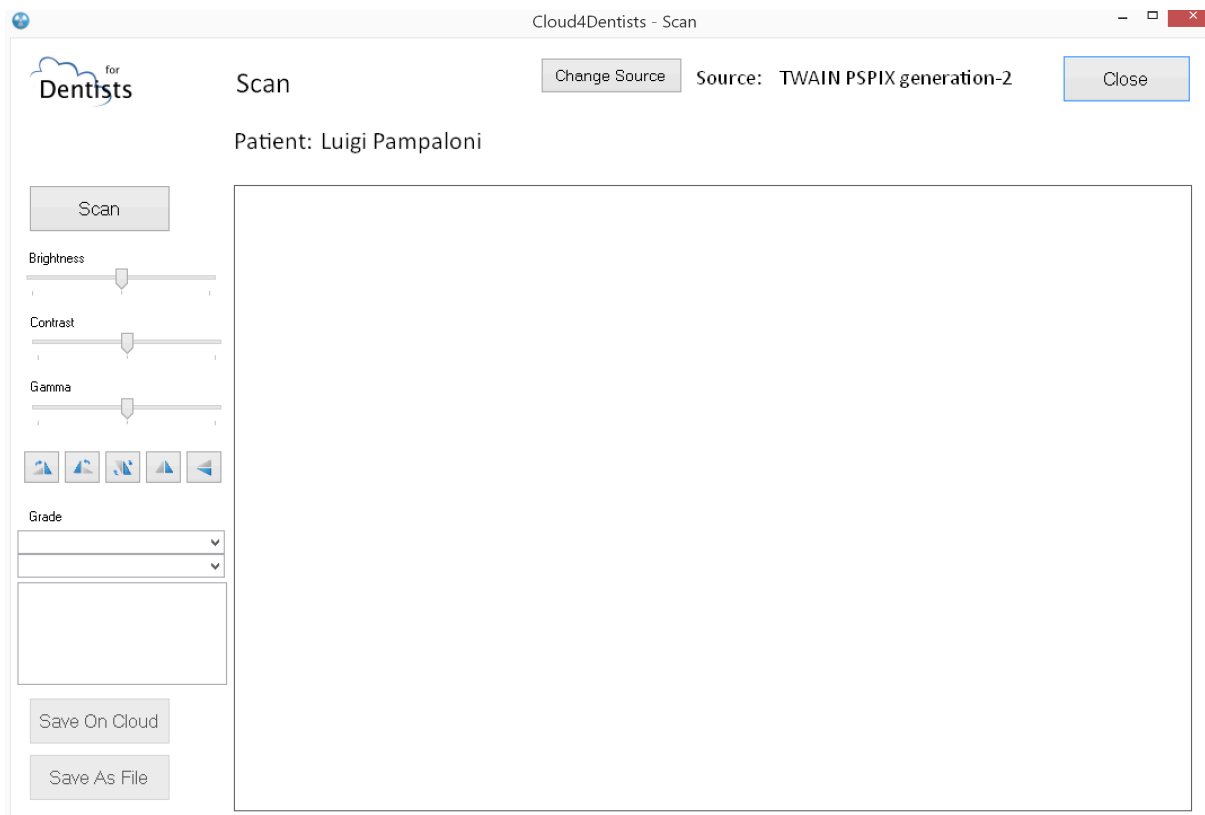 Cloud4Dentists - Scan
for
Dentists
Scan
Change Source
Source: TWAIN PSPIX generation-2
Close
Patient: Luigi Pampaloni
Scan
Brightness
Contrast
Gamma
Grade
Save On Cloud
Save As File